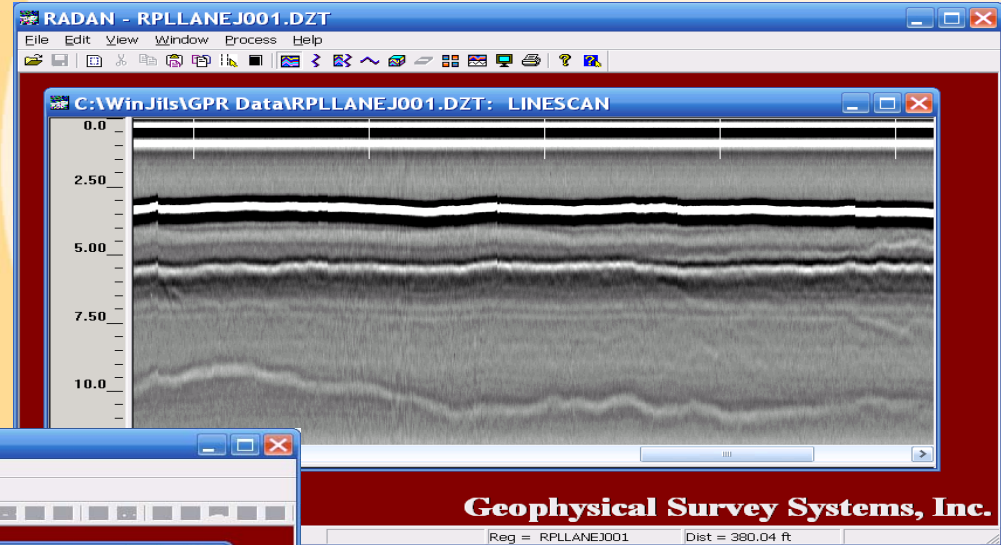 RADAN - RPLLANEJ001.DZT
File Edit View Window Process Help
C:\WinJils\GPR Data\RPLLANEJ001.DZT: LINESCAN
0.0
2.50
5.00
7.50
10.0
Geophysical Survey Systems, Inc.
Reg = RPLLANEJ001 Dist = 380.04 ft